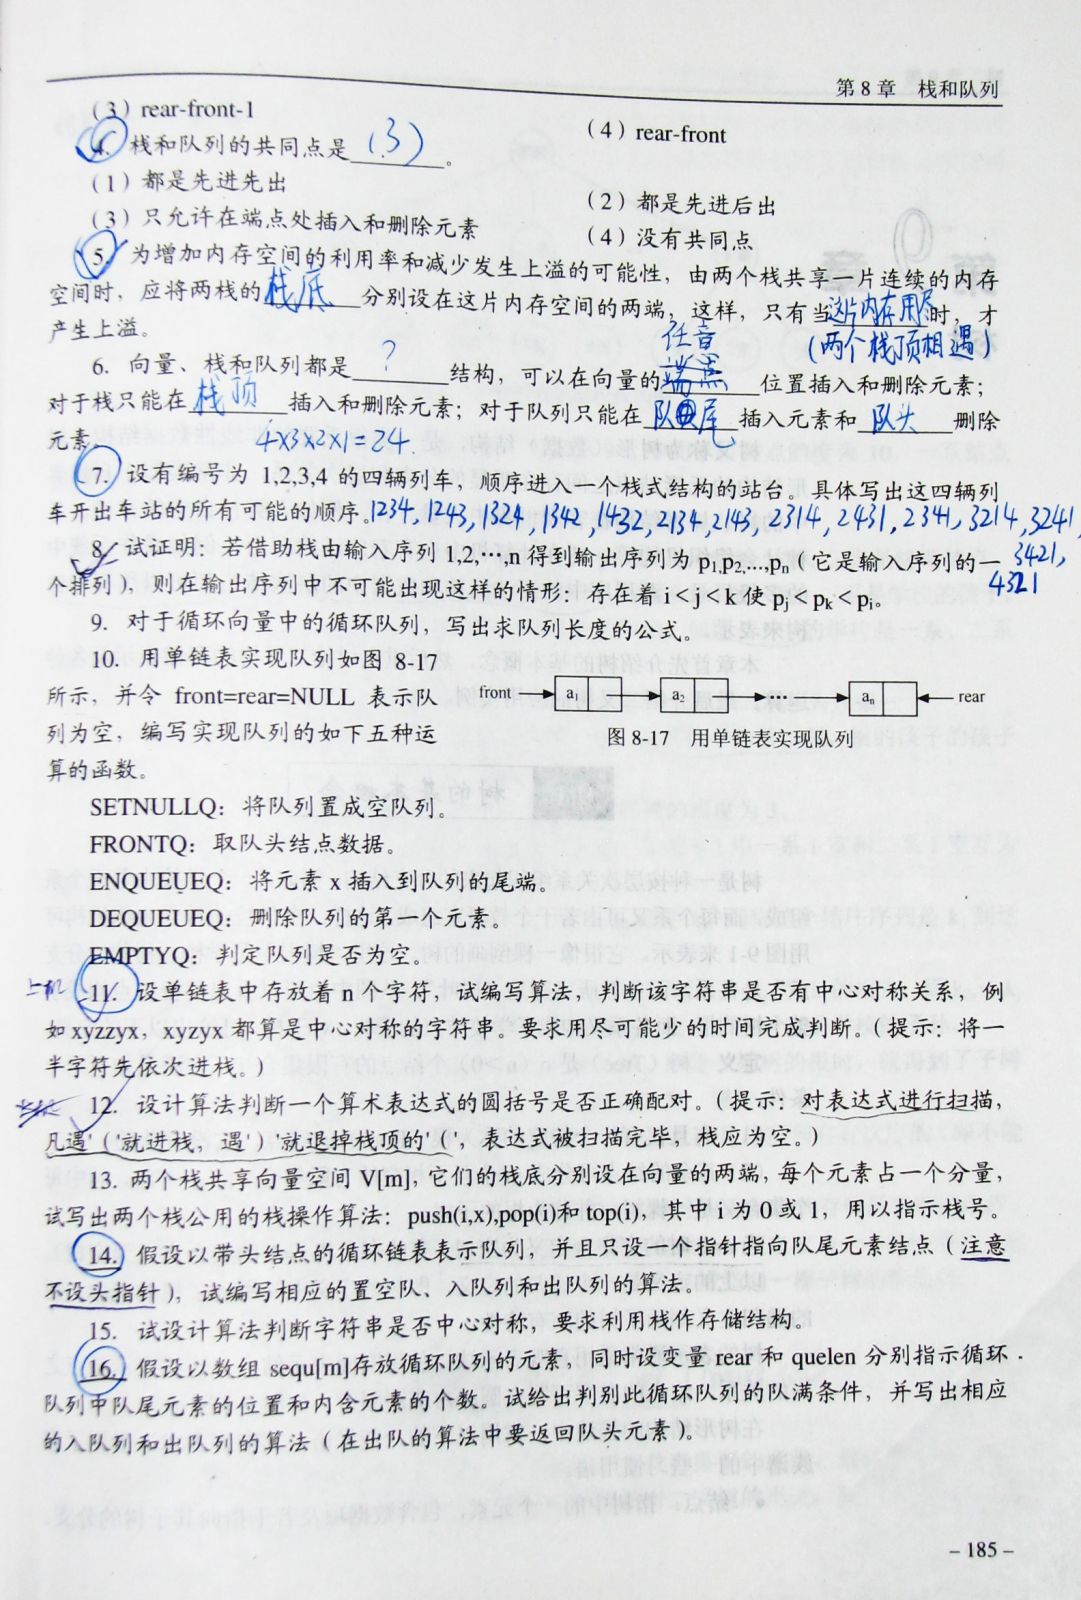 第 8 章 栈和队列
(3) rear-front-1 (4) rear-front
4. 栈和队列的共同点是 (3) 。
(1) 都是先进先出 (2) 都是先进后出
(3) 只允许在端点处插入和删除元素 (4) 没有共同点
5. 为增加内存空间的利用率和减少发生上溢的可能性，由两个栈共享一片连续的内存
空间时，应将两栈的 栈底 分别设在这片内存空间的两端，这样，只有当 这片内存用尽 时，才
产生上溢。 (两个栈顶相遇)
任意
6. 向量、栈和队列都是 ? 结构，可以在向量的 端点 位置插入和删除元素；
对于栈只能在 栈顶 插入和删除元素；对于队列只能在 队尾 插入元素和 队头 删除
元素 4×3×2×1=24.
7. 设有编号为 1,2,3,4 的四辆列车，顺序进入一个栈式结构的站台。具体写出这四辆列
车开出车站的所有可能的顺序。1234, 1243, 1324, 1342, 1432, 2134, 2143, 2314, 2431, 2341, 3214, 3241
3421,
4321
8. 试证明：若借助栈由输入序列 1,2,…,n 得到输出序列为 p₁,p₂,...,pₙ（它是输入序列的一
个排列），则在输出序列中不可能出现这样的情形：存在着 i<j<k 使 pⱼ<pₖ<pᵢ。
9. 对于循环向量中的循环队列，写出求队列长度的公式。
10. 用单链表实现队列如图 8-17
所示，并令 front=rear=NULL 表示队
列为空，编写实现队列的如下五种运
算的函数。
front a₁ a₂ … aₙ rear
图 8-17 用单链表实现队列
SETNULLQ：将队列置成空队列。
FRONTQ：取队头结点数据。
ENQUEUEQ：将元素 x 插入到队列的尾端。
DEQUEUEQ：删除队列的第一个元素。
EMPTYQ：判定队列是否为空。
上机 11. 设单链表中存放着 n 个字符，试编写算法，判断该字符串是否有中心对称关系，例
如 xyzzyx，xyzyx 都算是中心对称的字符串。要求用尽可能少的时间完成判断。（提示：将一
半字符先依次进栈。）
12. 设计算法判断一个算术表达式的圆括号是否正确配对。（提示：对表达式进行扫描，
凡遇'('就进栈，遇')'就退掉栈顶的'('，表达式被扫描完毕，栈应为空。）
13. 两个栈共享向量空间 V[m]，它们的栈底分别设在向量的两端，每个元素占一个分量，
试写出两个栈公用的栈操作算法：push(i,x),pop(i)和 top(i)，其中 i 为 0 或 1，用以指示栈号。
14. 假设以带头结点的循环链表表示队列，并且只设一个指针指向队尾元素结点（注意
不设头指针），试编写相应的置空队、入队列和出队列的算法。
15. 试设计算法判断字符串是否中心对称，要求利用栈作存储结构。
16. 假设以数组 sequ[m]存放循环队列的元素，同时设变量 rear 和 quelen 分别指示循环
队列中队尾元素的位置和内含元素的个数。试给出判别此循环队列的队满条件，并写出相应
的入队列和出队列的算法（在出队的算法中要返回队头元素）。
– 185 –